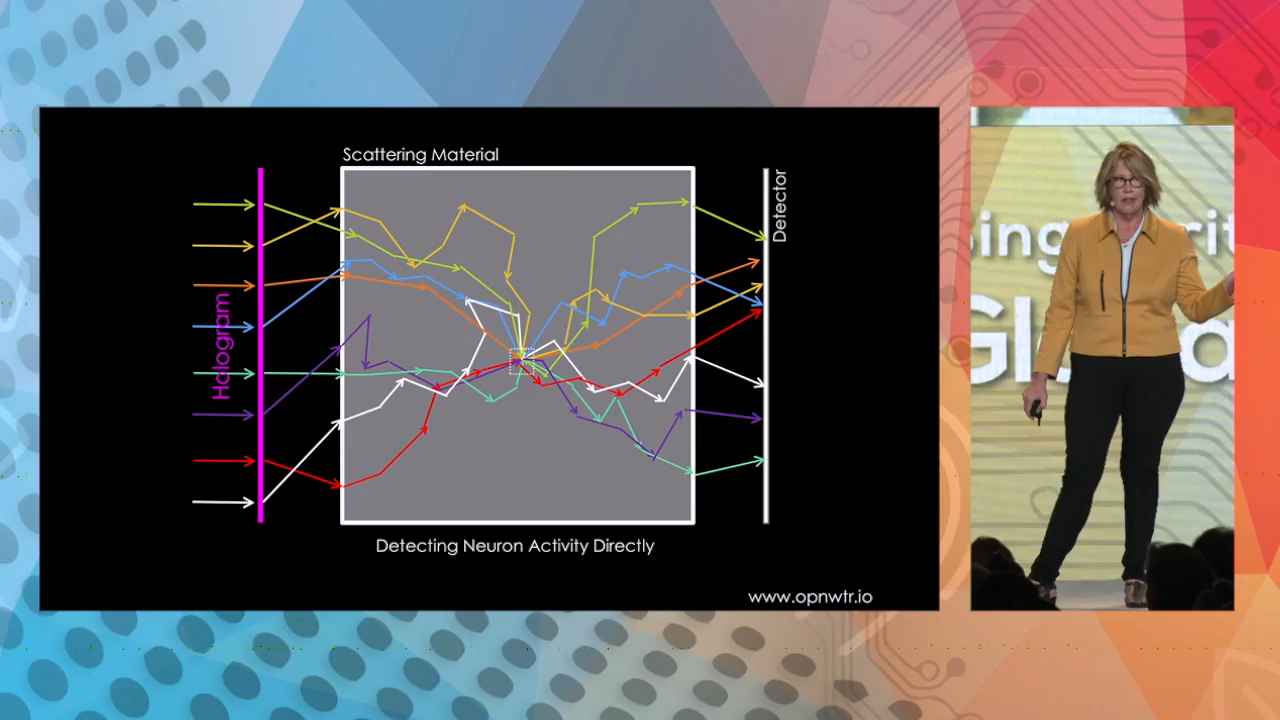 Scattering Material
Hologram
Detector
Detecting Neuron Activity Directly
www.opnwtr.io